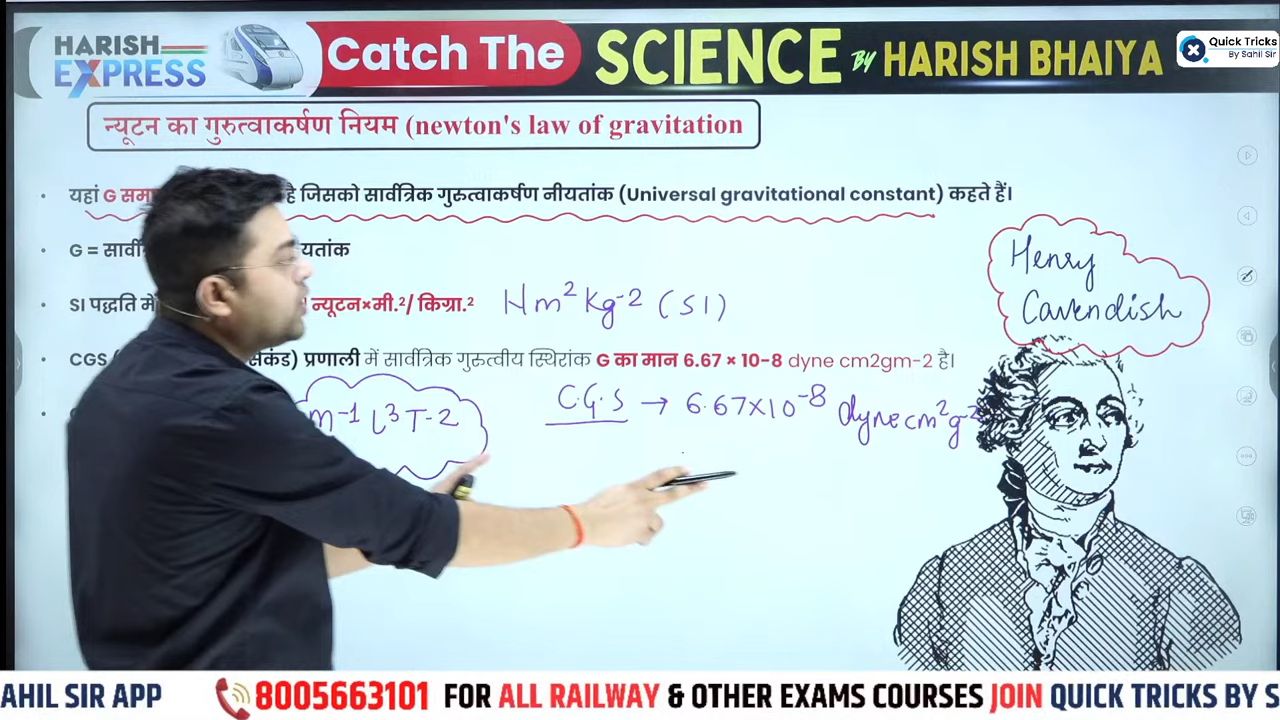 HARISH
EXPRESS
Catch The SCIENCE BY HARISH BHAIYA
Quick Tricks
By Sahil Sir
न्यूटन का गुरुत्वाकर्षण नियम (newton's law of gravitation
यहां G है जिसको सार्वत्रिक गुरुत्वाकर्षण नीयतांक (Universal gravitational constant) कहते हैं।
Henry
Cavendish
G = यतांक
SI पद्धति में न्यूटन×मी.²/ किग्रा.²
Nm² Kg⁻² (SI)
CGS प्रणाली में सार्वत्रिक गुरुत्वीय स्थिरांक G का मान 6.67 × 10-8 dyne cm2gm-2 है।
m⁻¹ L³ T⁻²
C.G.S → 6.67×10⁻⁸ dyne cm² g⁻²
AHIL SIR APP 8005663101 FOR ALL RAILWAY & OTHER EXAMS COURSES JOIN QUICK TRICKS BY S